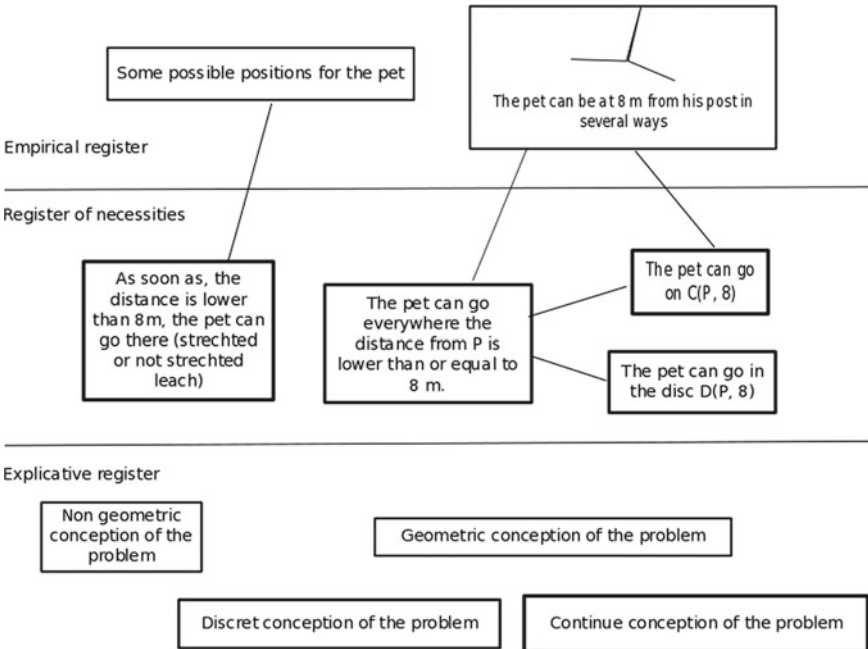 Some possible positions for the pet
The pet can be at 8 m from his post in
several ways
Empirical register
Register of necessities
As soon as, the
distance is lower
than 8m, the pet can
go there (strechted
or not strechted
leach)
The pet can go
everywhere the
distance from P is
lower than or equal to
8 m.
The pet can go
on C(P, 8)
The pet can go in
the disc D(P, 8)
Explicative register
Non geometric
conception of the
problem
Geometric conception of the problem
Discret conception of the problem
Continue conception of the problem